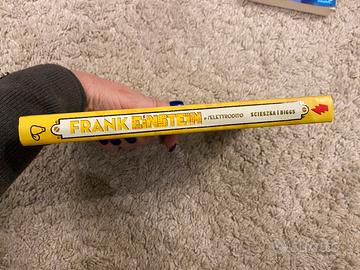 FRANK EINSTEIN e l'ELETTRODITO SCIESZKA | BIGGS